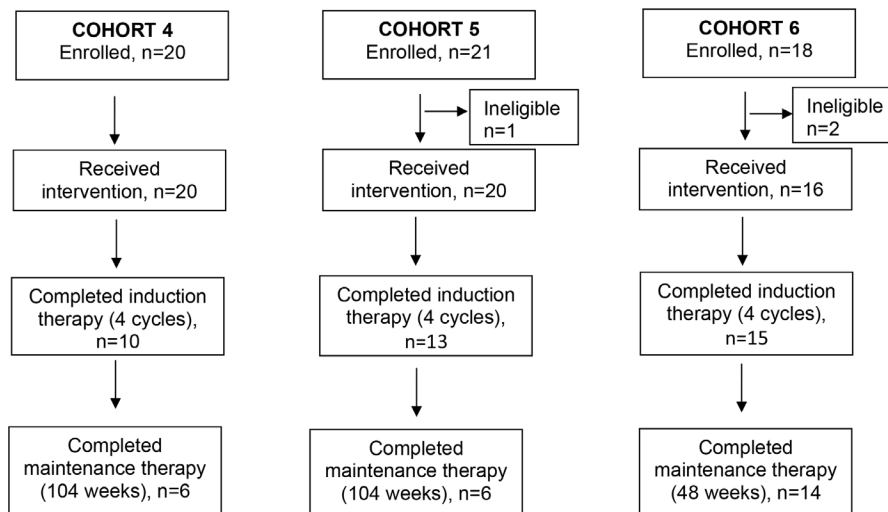 COHORT 4
Enrolled, n=20
Received
intervention, n=20
Completed induction
therapy (4 cycles),
n=10
Completed
maintenance therapy
(104 weeks), n=6
COHORT 5
Enrolled, n=21
Ineligible
n=1
Received
intervention, n=20
Completed induction
therapy (4 cycles),
n=13
Completed
maintenance therapy
(104 weeks), n=6
COHORT 6
Enrolled, n=18
Ineligible
n=2
Received
intervention, n=16
Completed induction
therapy (4 cycles),
n=15
Completed
maintenance therapy
(48 weeks), n=14